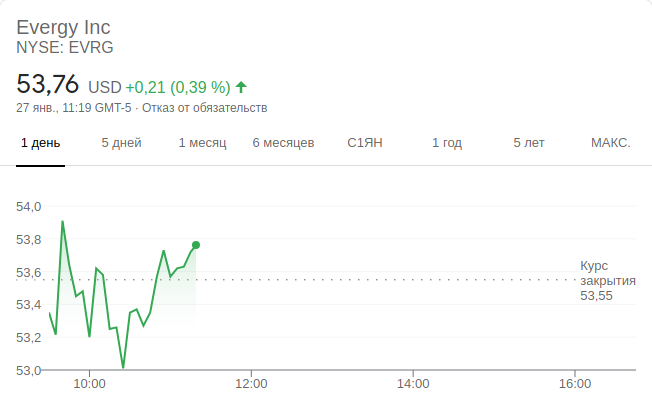 Evergy Inc
NYSE: EVRG
53,76 USD +0,21 (0,39 %)
27 янв., 11:19 GMT-5 · Отказ от обязательств
1 день 5 дней 1 месяц 6 месяцев С1ЯН 1 год 5 лет МАКС.
54,0
53,8
53,6
53,4
53,2
53,0
Курс
закрытия
53,55
10:00 12:00 14:00 16:00